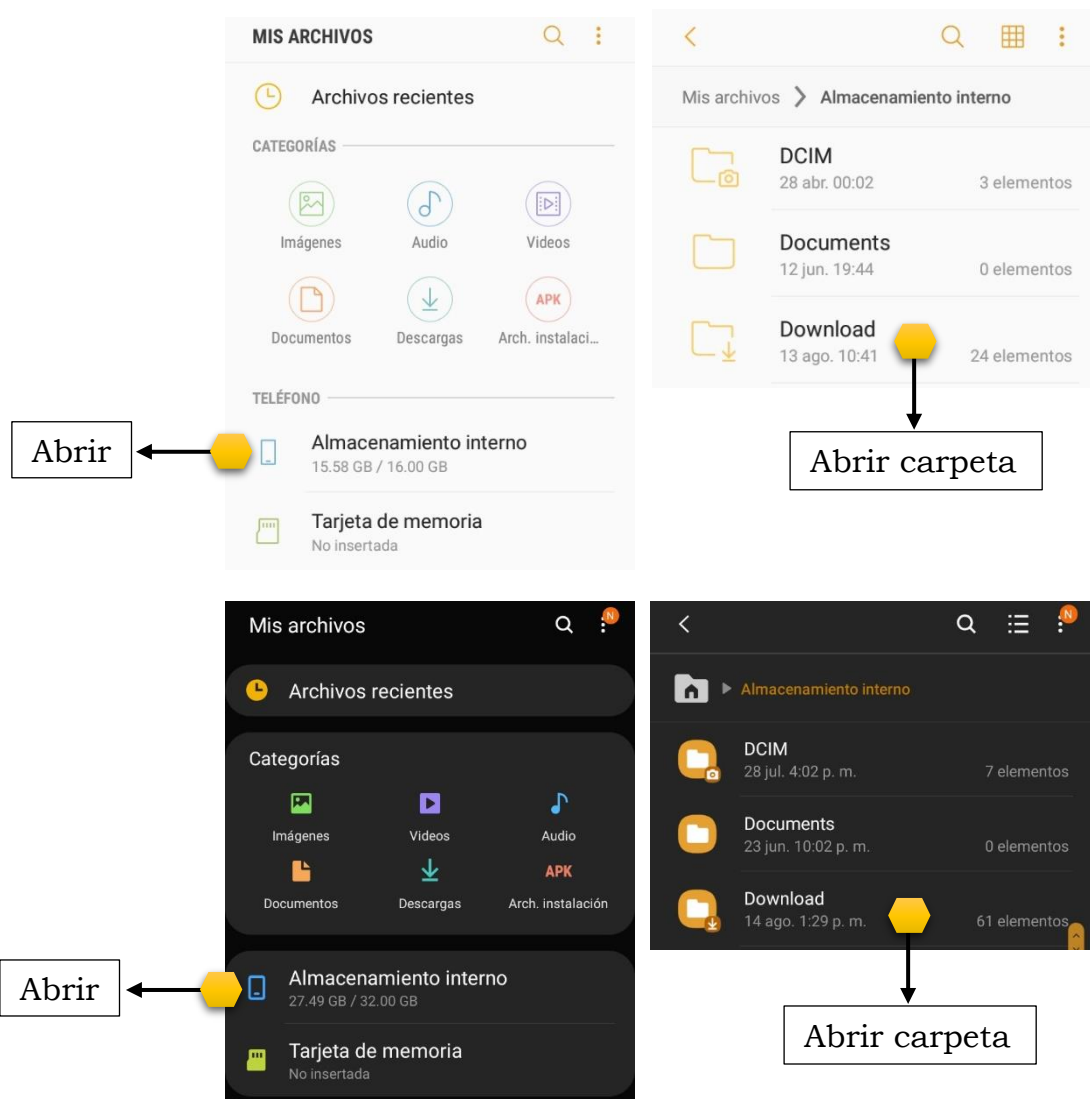 MIS ARCHIVOS
Archivos recientes
CATEGORÍAS
Imágenes Audio Videos
APK
Documentos Descargas Arch. instalaci...
TELÉFONO
Abrir
Almacenamiento interno
15.58 GB / 16.00 GB
Tarjeta de memoria
No insertada
Mis archivos Almacenamiento interno
DCIM
28 abr. 00:02 3 elementos
Documents
12 jun. 19:44 0 elementos
Download
13 ago. 10:41 24 elementos
Abrir carpeta
Mis archivos N
Archivos recientes
Categorías
Imágenes Videos Audio
APK
Documentos Descargas Arch. instalación
Abrir
Almacenamiento interno
27.49 GB / 32.00 GB
Tarjeta de memoria
No insertada
N
Almacenamiento interno
DCIM
28 jul. 4:02 p. m. 7 elementos
Documents
23 jun. 10:02 p. m. 0 elementos
Download
14 ago. 1:29 p. m. 61 elementos
Abrir carpeta